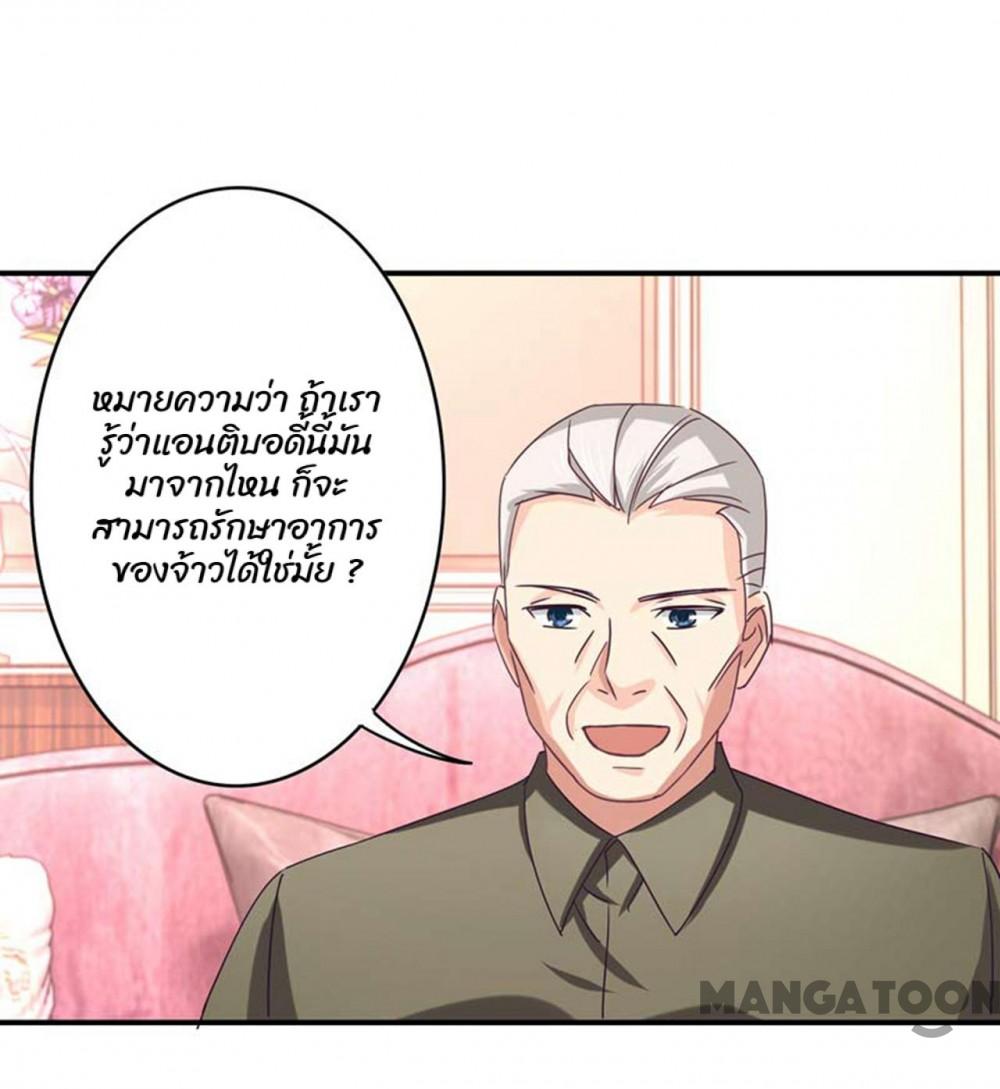 หมายความว่า ถ้าเรา
รู้ว่าแอนติบอดี้นี้มัน
มาจากไหน ก็จะ
สามารถรักษาอาการ
ของจ้าวได้ใช่มั้ย ?
MANGATOON